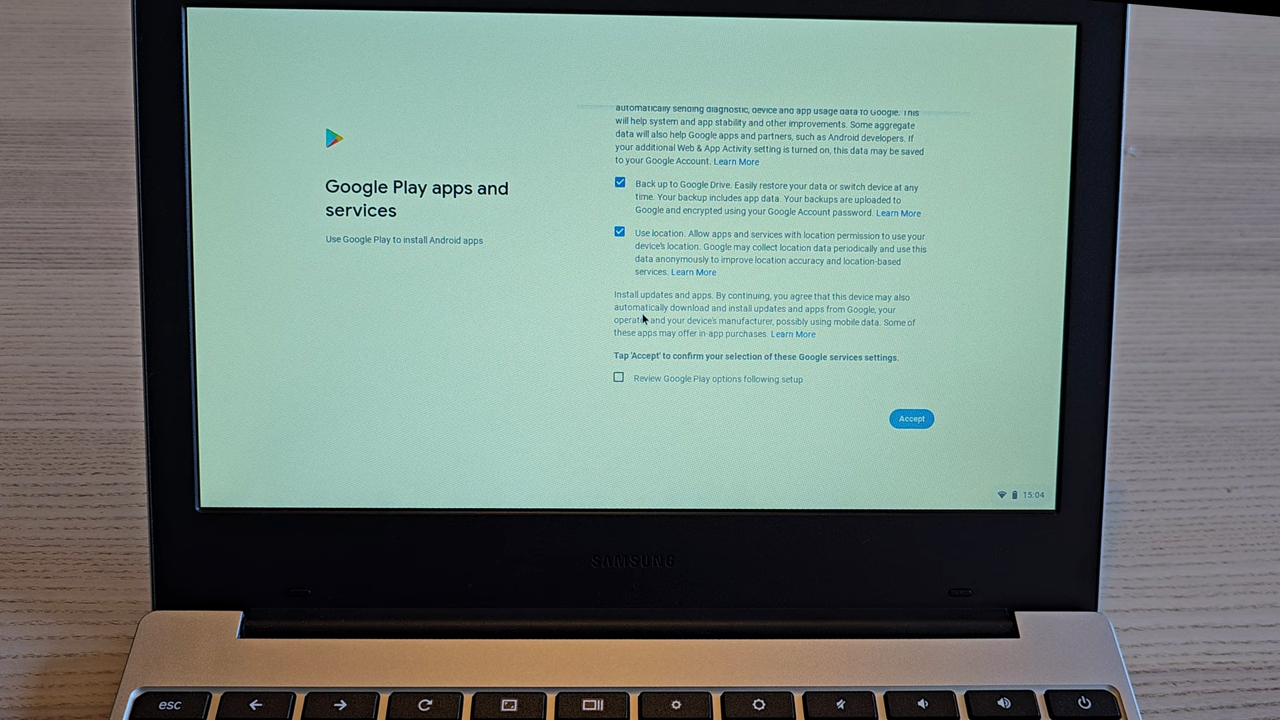 Google Play apps and
services
Use Google Play to install Android apps
automatically sending diagnostic, device and app usage data to Google. This
will help system and app stability and other improvements. Some aggregate
data will also help Google apps and partners, such as Android developers. If
your additional Web & App Activity setting is turned on, this data may be saved
to your Google Account. Learn More
Back up to Google Drive. Easily restore your data or switch device at any
time. Your backup includes app data. Your backups are uploaded to
Google and encrypted using your Google Account password. Learn More
Use location. Allow apps and services with location permission to use your
device's location. Google may collect location data periodically and use this
data anonymously to improve location accuracy and location-based
services. Learn More
Install updates and apps. By continuing, you agree that this device may also
automatically download and install updates and apps from Google, your
operator and your device's manufacturer, possibly using mobile data. Some of
these apps may offer in-app purchases. Learn More
Tap 'Accept' to confirm your selection of these Google services settings.
Review Google Play options following setup
Accept
15:04
SAMSUNG
esc